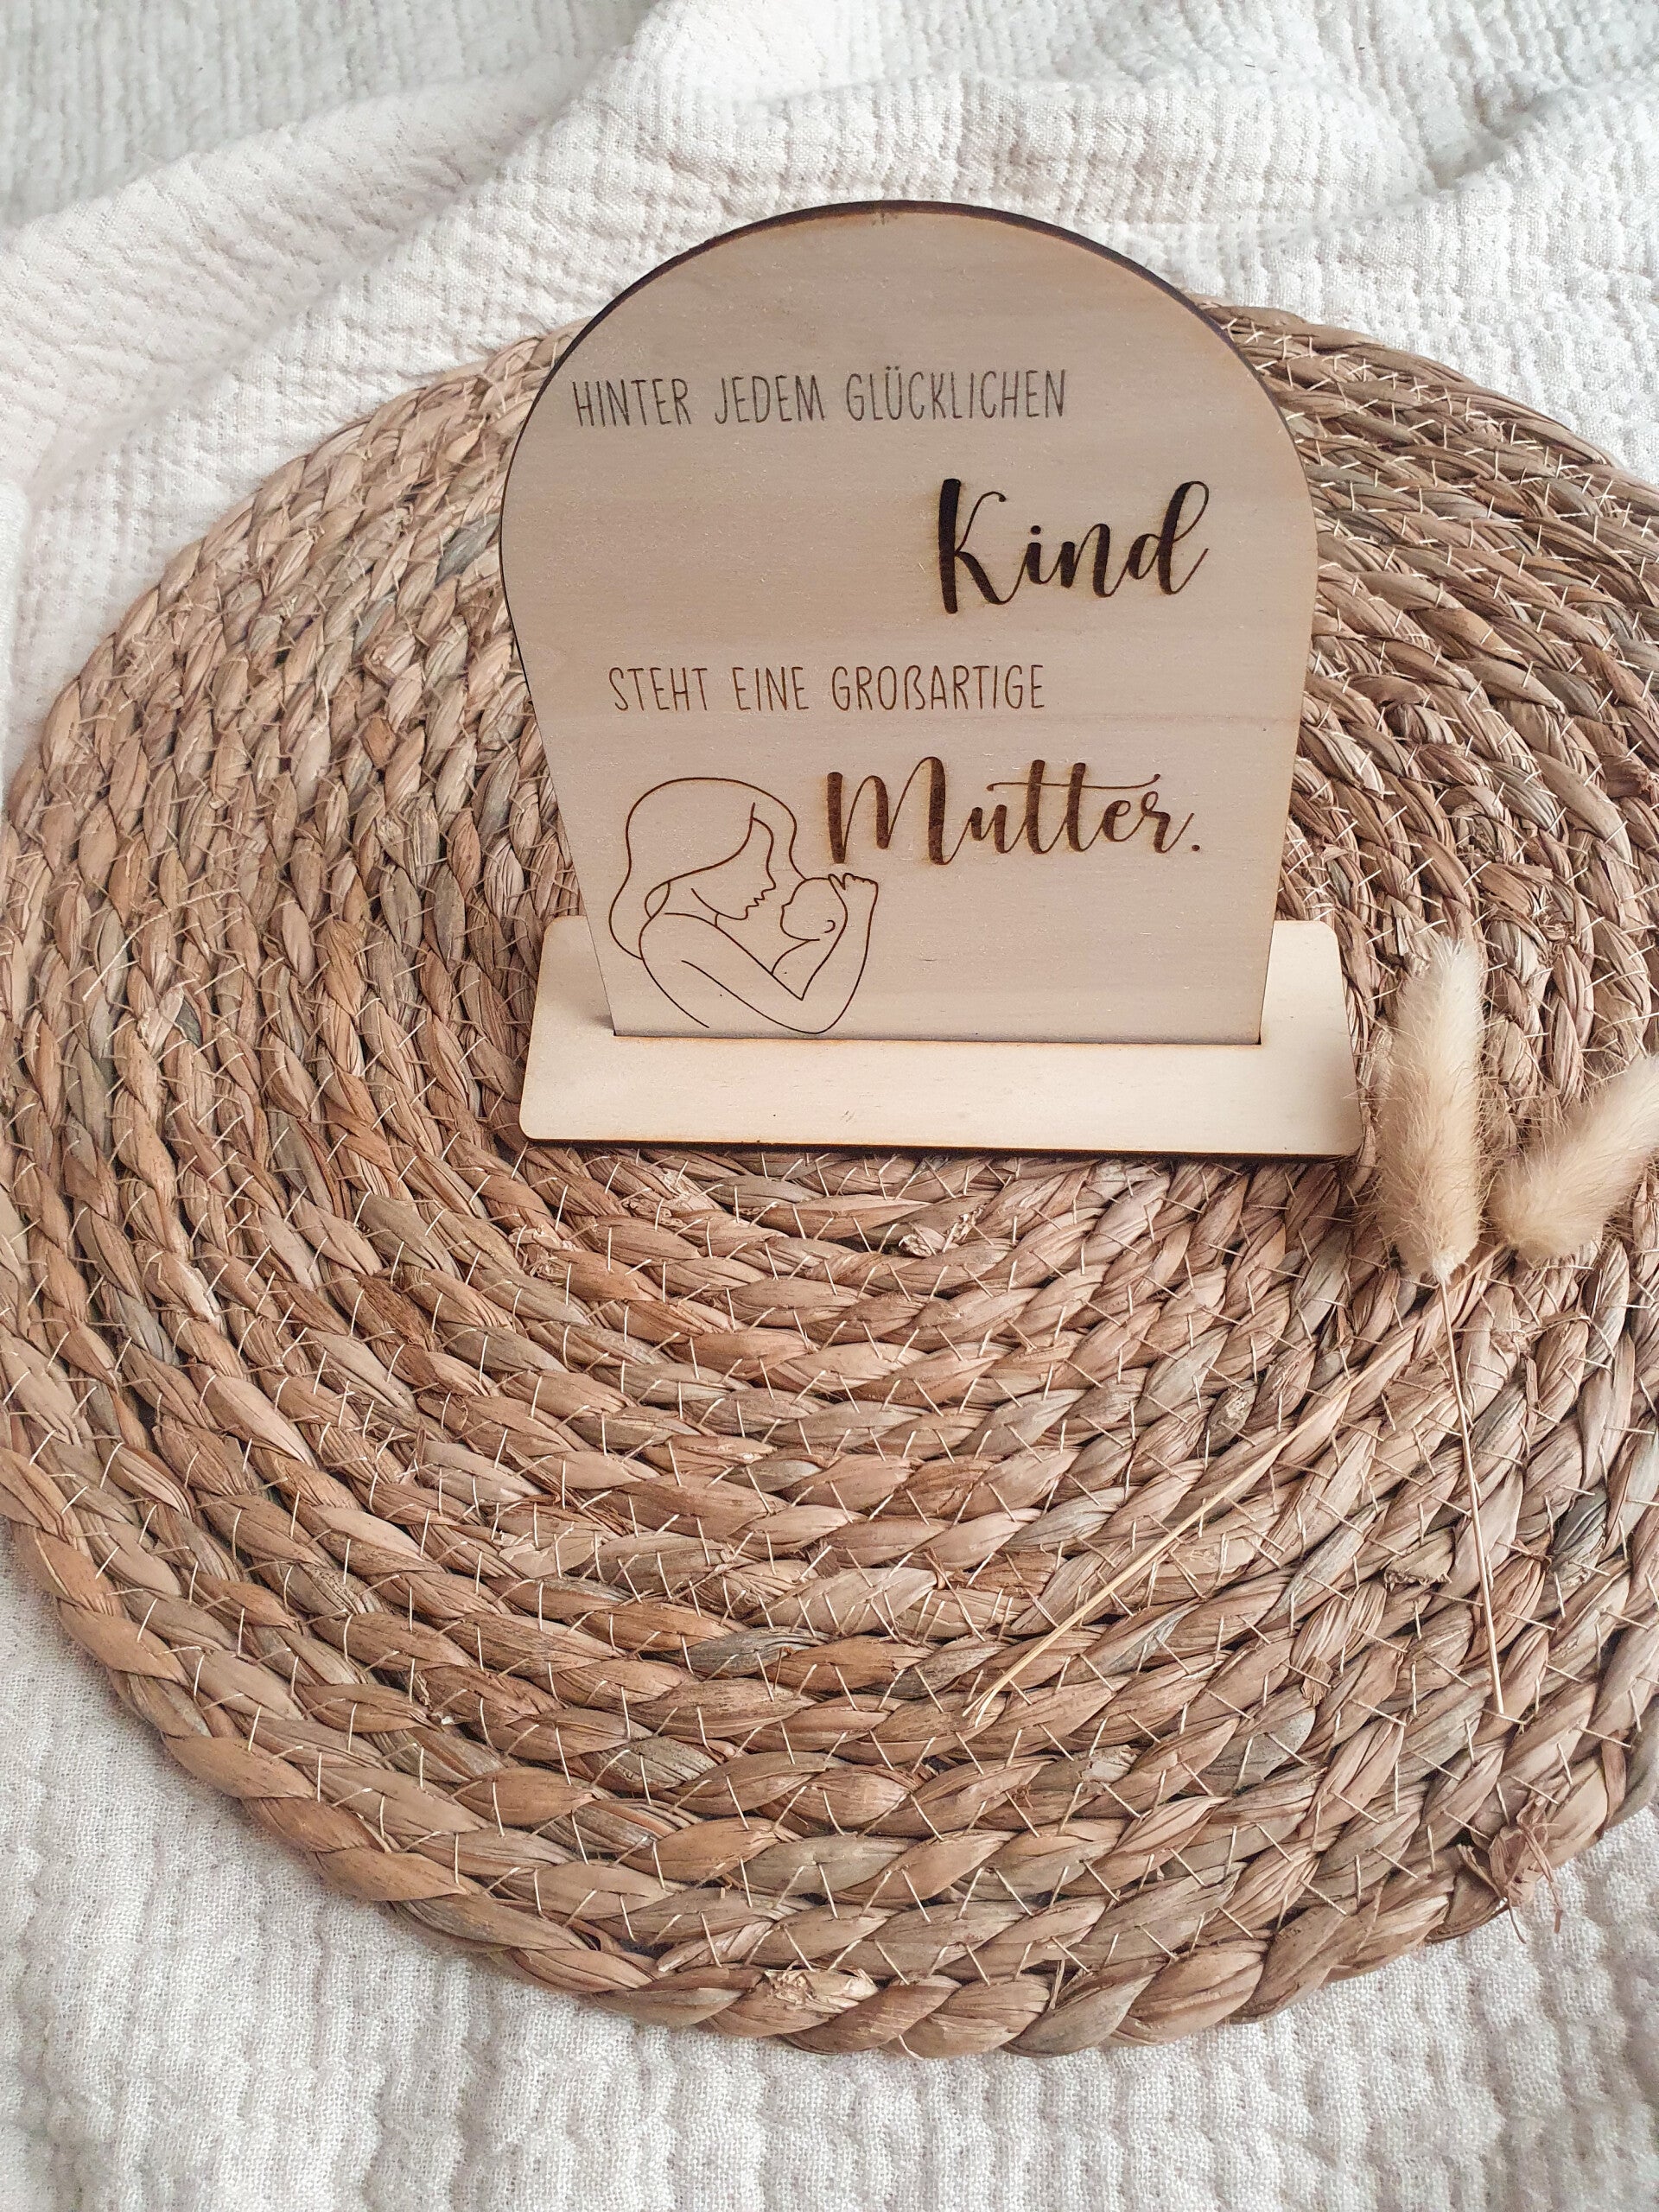 HINTER JEDEM GLÜCKLICHEN
Kind
STEHT EINE GROßARTIGE
Mutter.